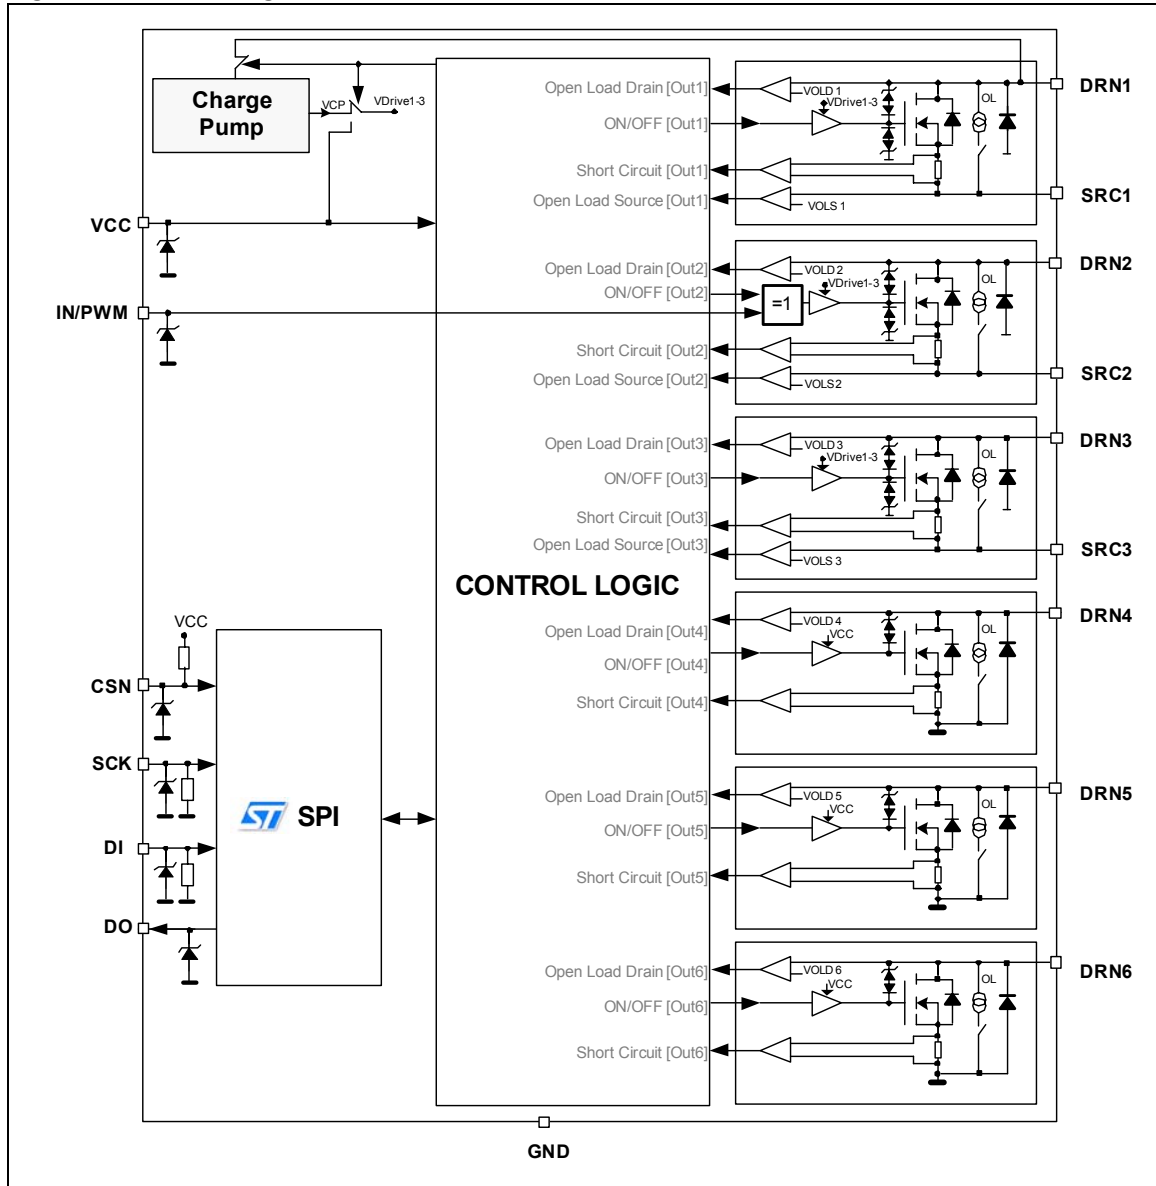 Charge
Pump
VCP
VDrive1-3
VCC
IN/PWM
VCC
CSN
SCK
DI
DO
ST SPI
CONTROL LOGIC
Open Load Drain [Out1]
ON/OFF [Out1]
Short Circuit [Out1]
Open Load Source [Out1]
VOLD 1
VDrive1-3
OL
VOLS 1
DRN1
SRC1
Open Load Drain [Out2]
ON/OFF [Out2]
Short Circuit [Out2]
Open Load Source [Out2]
VOLD 2
VDrive1-3
=1
OL
VOLS 2
DRN2
SRC2
Open Load Drain [Out3]
ON/OFF [Out3]
Short Circuit [Out3]
Open Load Source [Out3]
VOLD 3
VDrive1-3
OL
VOLS 3
DRN3
SRC3
Open Load Drain [Out4]
ON/OFF [Out4]
Short Circuit [Out4]
VOLD 4
VCC
OL
DRN4
Open Load Drain [Out5]
ON/OFF [Out5]
Short Circuit [Out5]
VOLD 5
VCC
OL
DRN5
Open Load Drain [Out6]
ON/OFF [Out6]
Short Circuit [Out6]
VOLD 6
VCC
OL
DRN6
GND